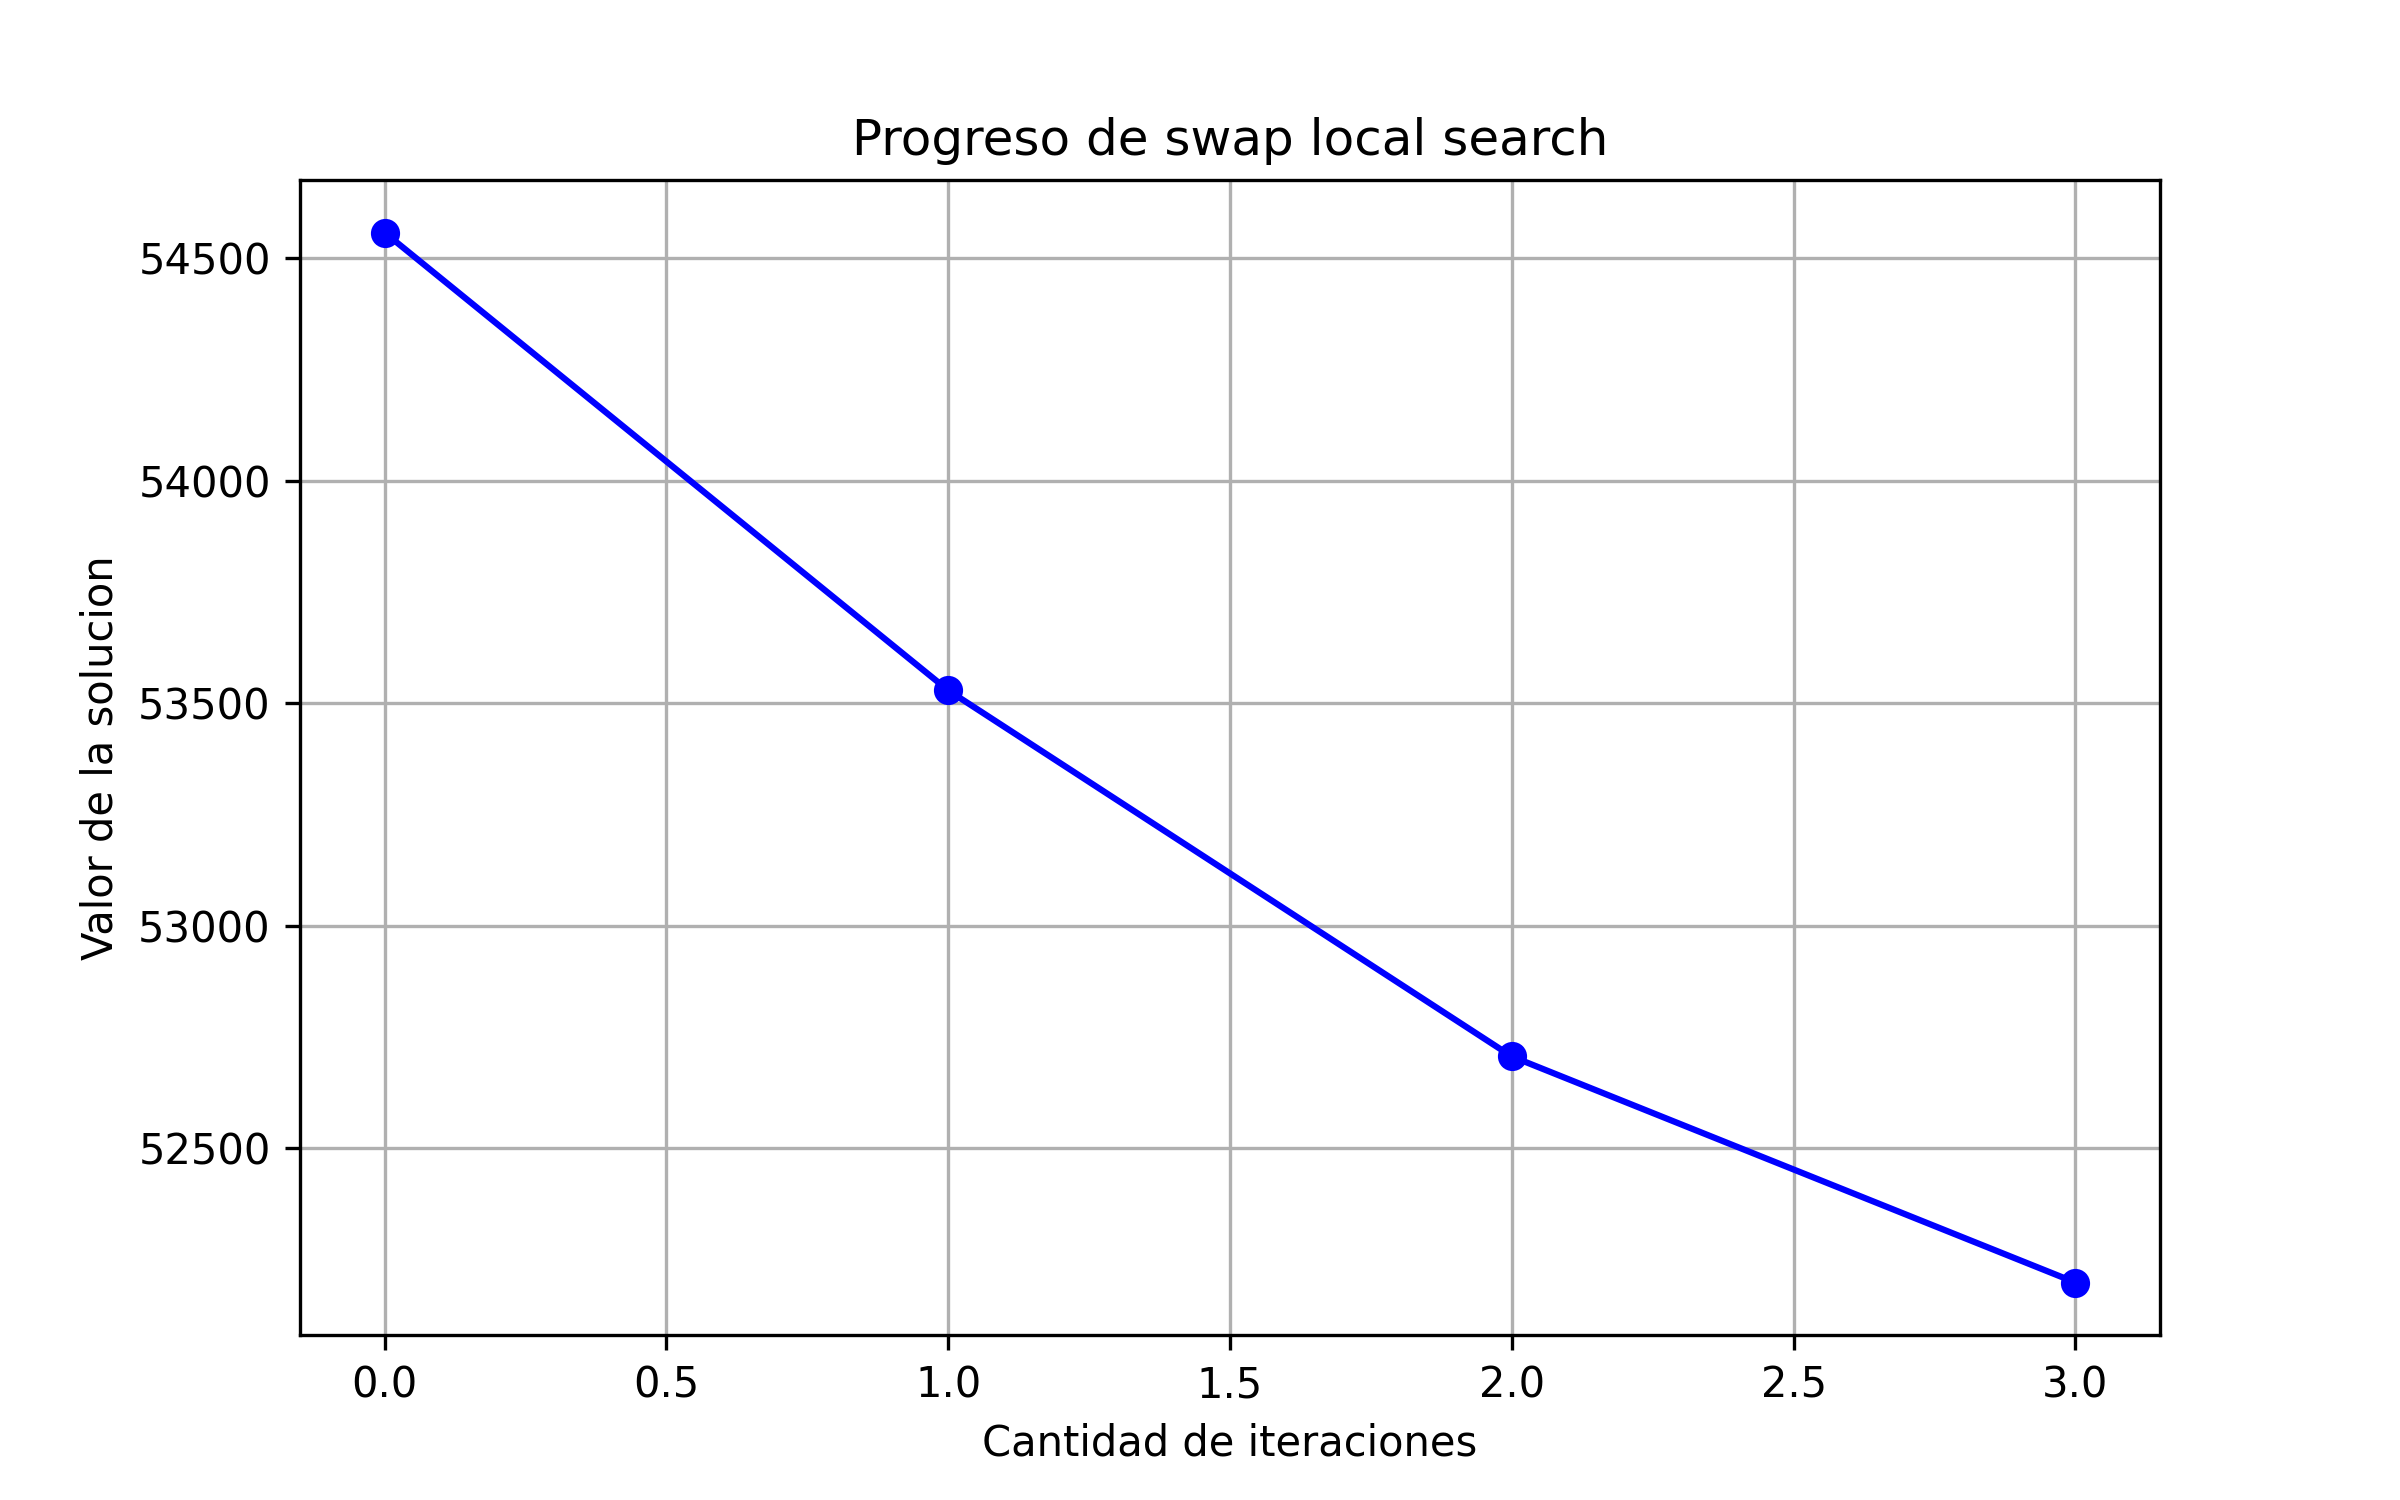 Progreso de swap local search
54500
54000
53500
53000
52500
Valor de la solucion
0.0 0.5 1.0 1.5 2.0 2.5 3.0
Cantidad de iteraciones